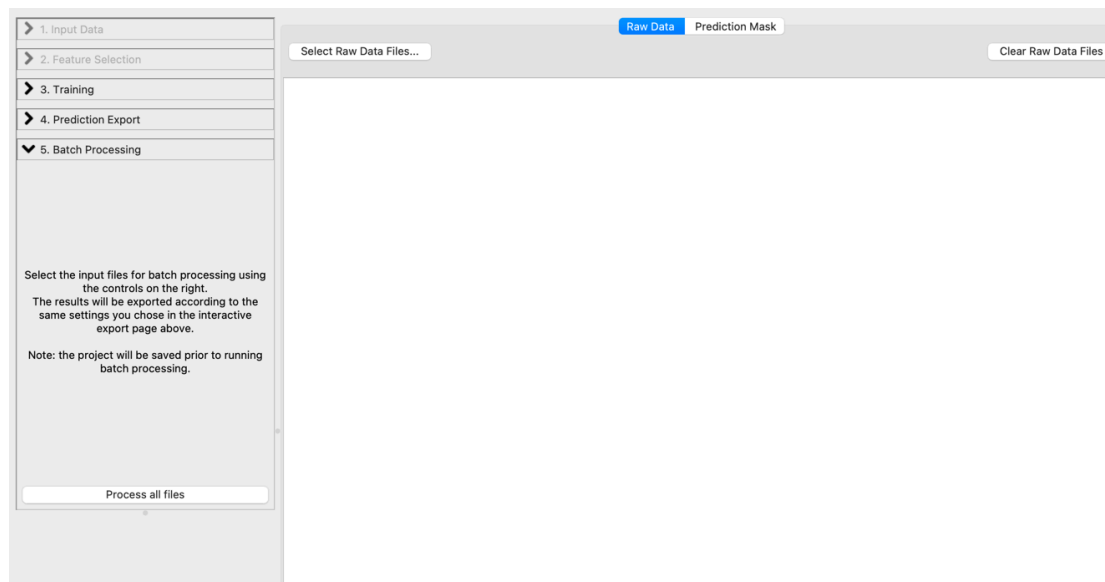 1. Input Data
2. Feature Selection
3. Training
4. Prediction Export
5. Batch Processing
Select the input files for batch processing using
the controls on the right.
The results will be exported according to the
same settings you chose in the interactive
export page above.
Note: the project will be saved prior to running
batch processing.
Process all files
Raw Data Prediction Mask
Select Raw Data Files... Clear Raw Data Files